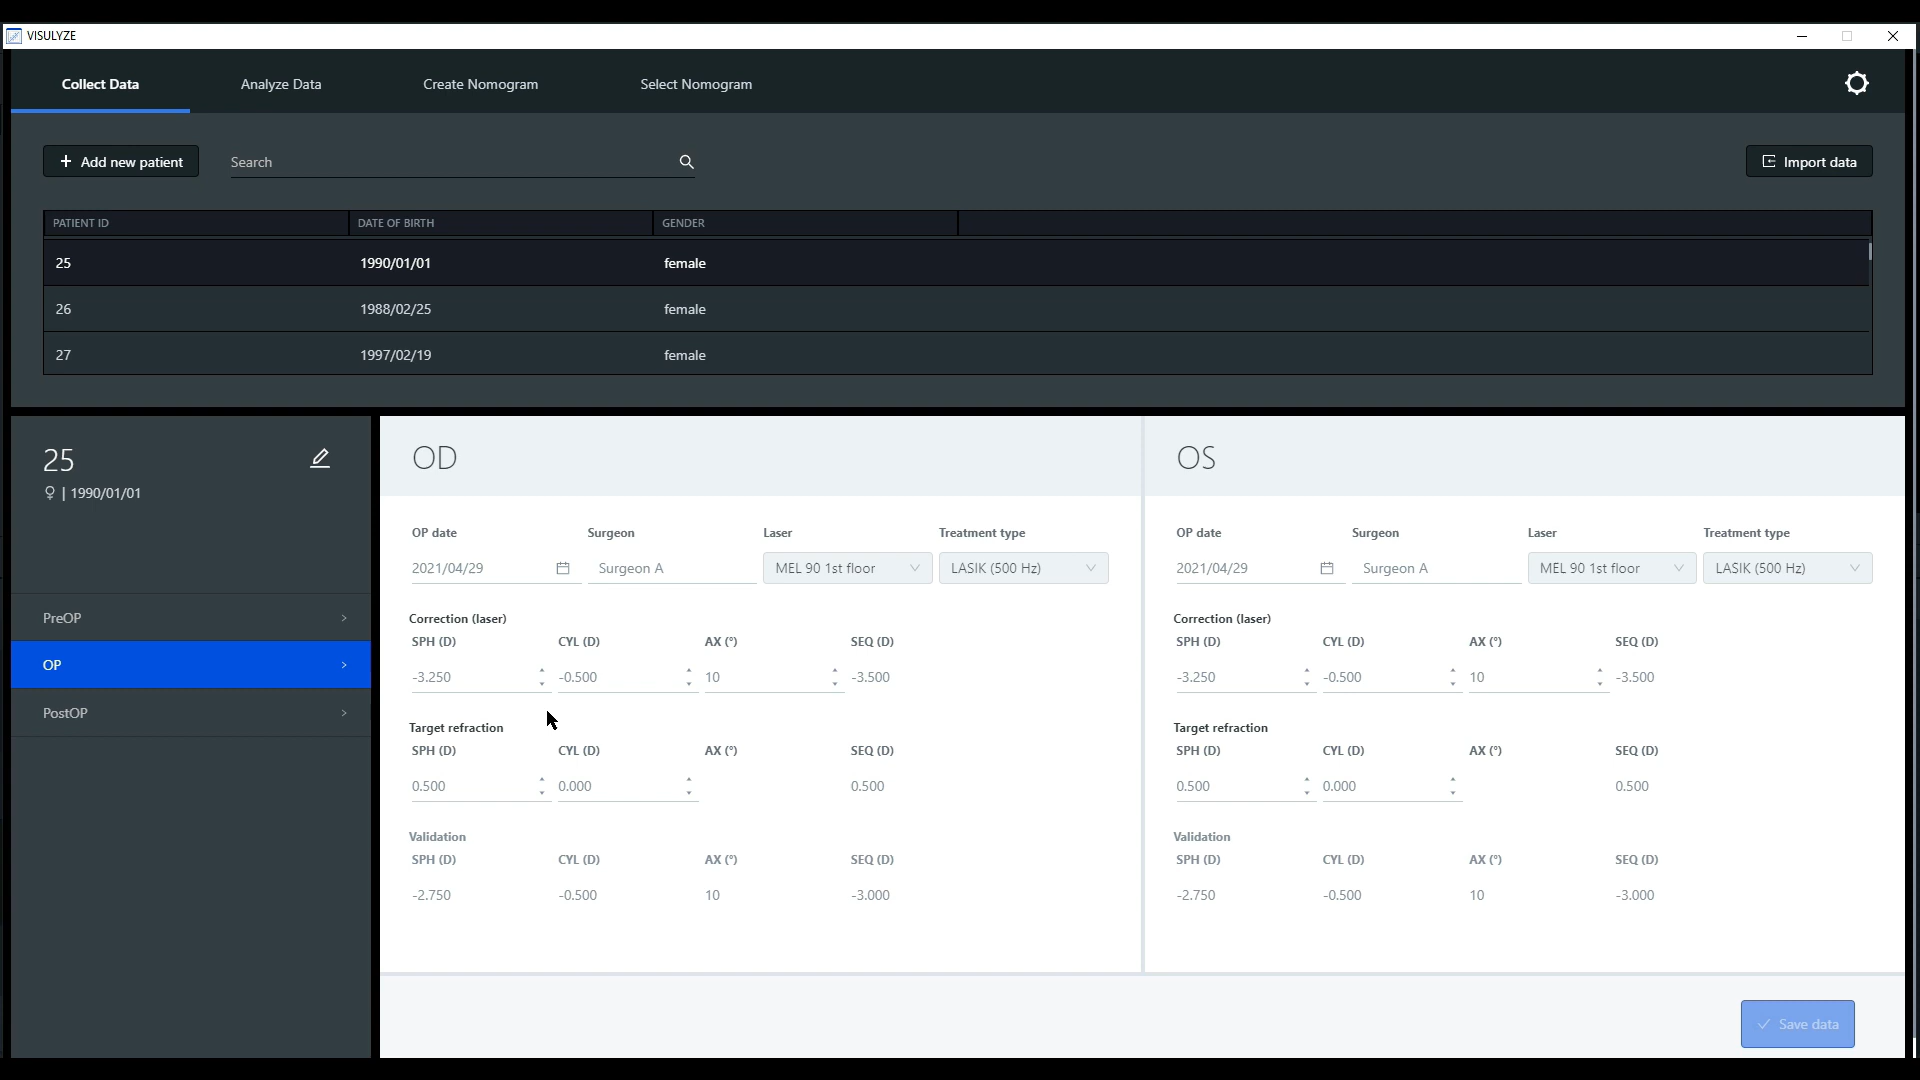 VISULYZE
Collect Data Analyze Data Create Nomogram Select Nomogram
+ Add new patient Search Import data
PATIENT ID DATE OF BIRTH GENDER
25 1990/01/01 female
26 1988/02/25 female
27 1997/02/19 female
25
♀ | 1990/01/01
PreOP
OP
PostOP
OD
OP date Surgeon Laser Treatment type
2021/04/29 Surgeon A MEL 90 1st floor LASIK (500 Hz)
Correction (laser)
SPH (D) CYL (D) AX (°) SEQ (D)
-3.250 -0.500 10 -3.500
Target refraction
SPH (D) CYL (D) AX (°) SEQ (D)
0.500 0.000 0.500
Validation
SPH (D) CYL (D) AX (°) SEQ (D)
-2.750 -0.500 10 -3.000
OS
OP date Surgeon Laser Treatment type
2021/04/29 Surgeon A MEL 90 1st floor LASIK (500 Hz)
Correction (laser)
SPH (D) CYL (D) AX (°) SEQ (D)
-3.250 -0.500 10 -3.500
Target refraction
SPH (D) CYL (D) AX (°) SEQ (D)
0.500 0.000 0.500
Validation
SPH (D) CYL (D) AX (°) SEQ (D)
-2.750 -0.500 10 -3.000
Save data